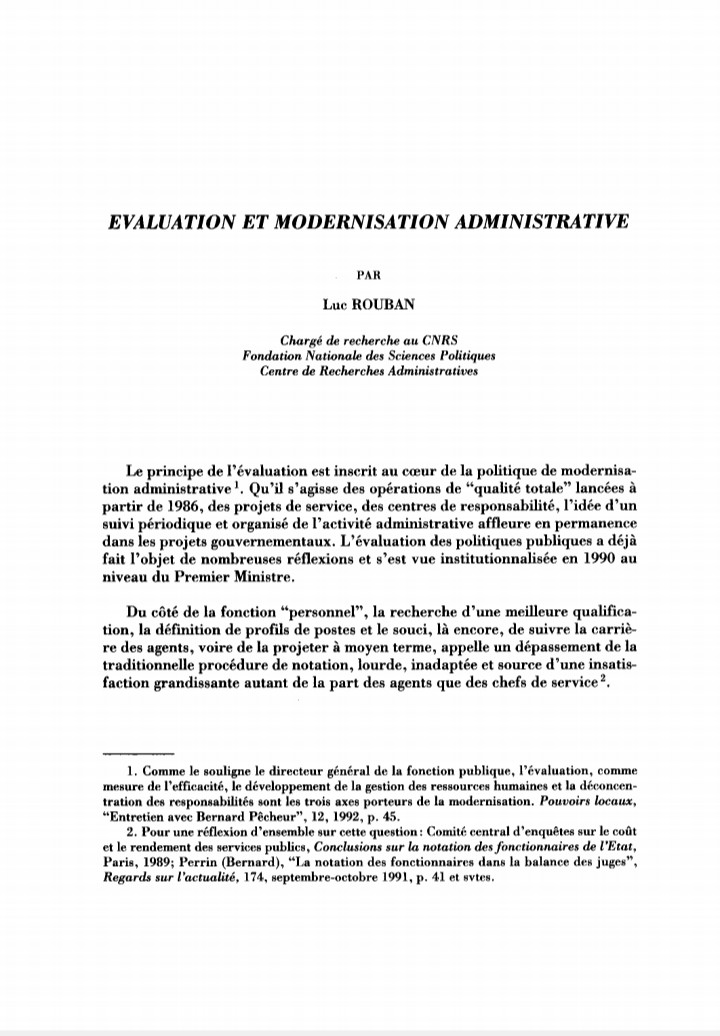 EVALUATION ET MODERNISATION ADMINISTRATIVE
PAR
Luc ROUBAN
Chargé de recherche au CNRS
Fondation Nationale des Sciences Politiques
Centre de Recherches Administratives
Le principe de l'évaluation est inscrit au cœur de la politique de modernisa-
tion administrative 1. Qu'il s'agisse des opérations de "qualité totale" lancées à
partir de 1986, des projets de service, des centres de responsabilité, l'idée d'un
suivi périodique et organisé de l'activité administrative affleure en permanence
dans les projets gouvernementaux. L'évaluation des politiques publiques a déjà
fait l'objet de nombreuses réflexions et s'est vue institutionnalisée en 1990 au
niveau du Premier Ministre.
Du côté de la fonction "personnel", la recherche d'une meilleure qualifica-
tion, la définition de profils de postes et le souci, là encore, de suivre la carriè-
re des agents, voire de la projeter à moyen terme, appelle un dépassement de la
traditionnelle procédure de notation, lourde, inadaptée et source d'une insatis-
faction grandissante autant de la part des agents que des chefs de service 2.
1. Comme le souligne le directeur général de la fonction publique, l'évaluation, comme
mesure de l'efficacité, le développement de la gestion des ressources humaines et la déconcen-
tration des responsabilités sont les trois axes porteurs de la modernisation. Pouvoirs locaux,
"Entretien avec Bernard Pêcheur", 12, 1992, p. 45.
2. Pour une réflexion d'ensemble sur cette question : Comité central d'enquêtes sur le coût
et le rendement des services publics, Conclusions sur la notation des fonctionnaires de l'Etat,
Paris, 1989; Perrin (Bernard), "La notation des fonctionnaires dans la balance des juges",
Regards sur l'actualité, 174, septembre-octobre 1991, p. 41 et svtes.